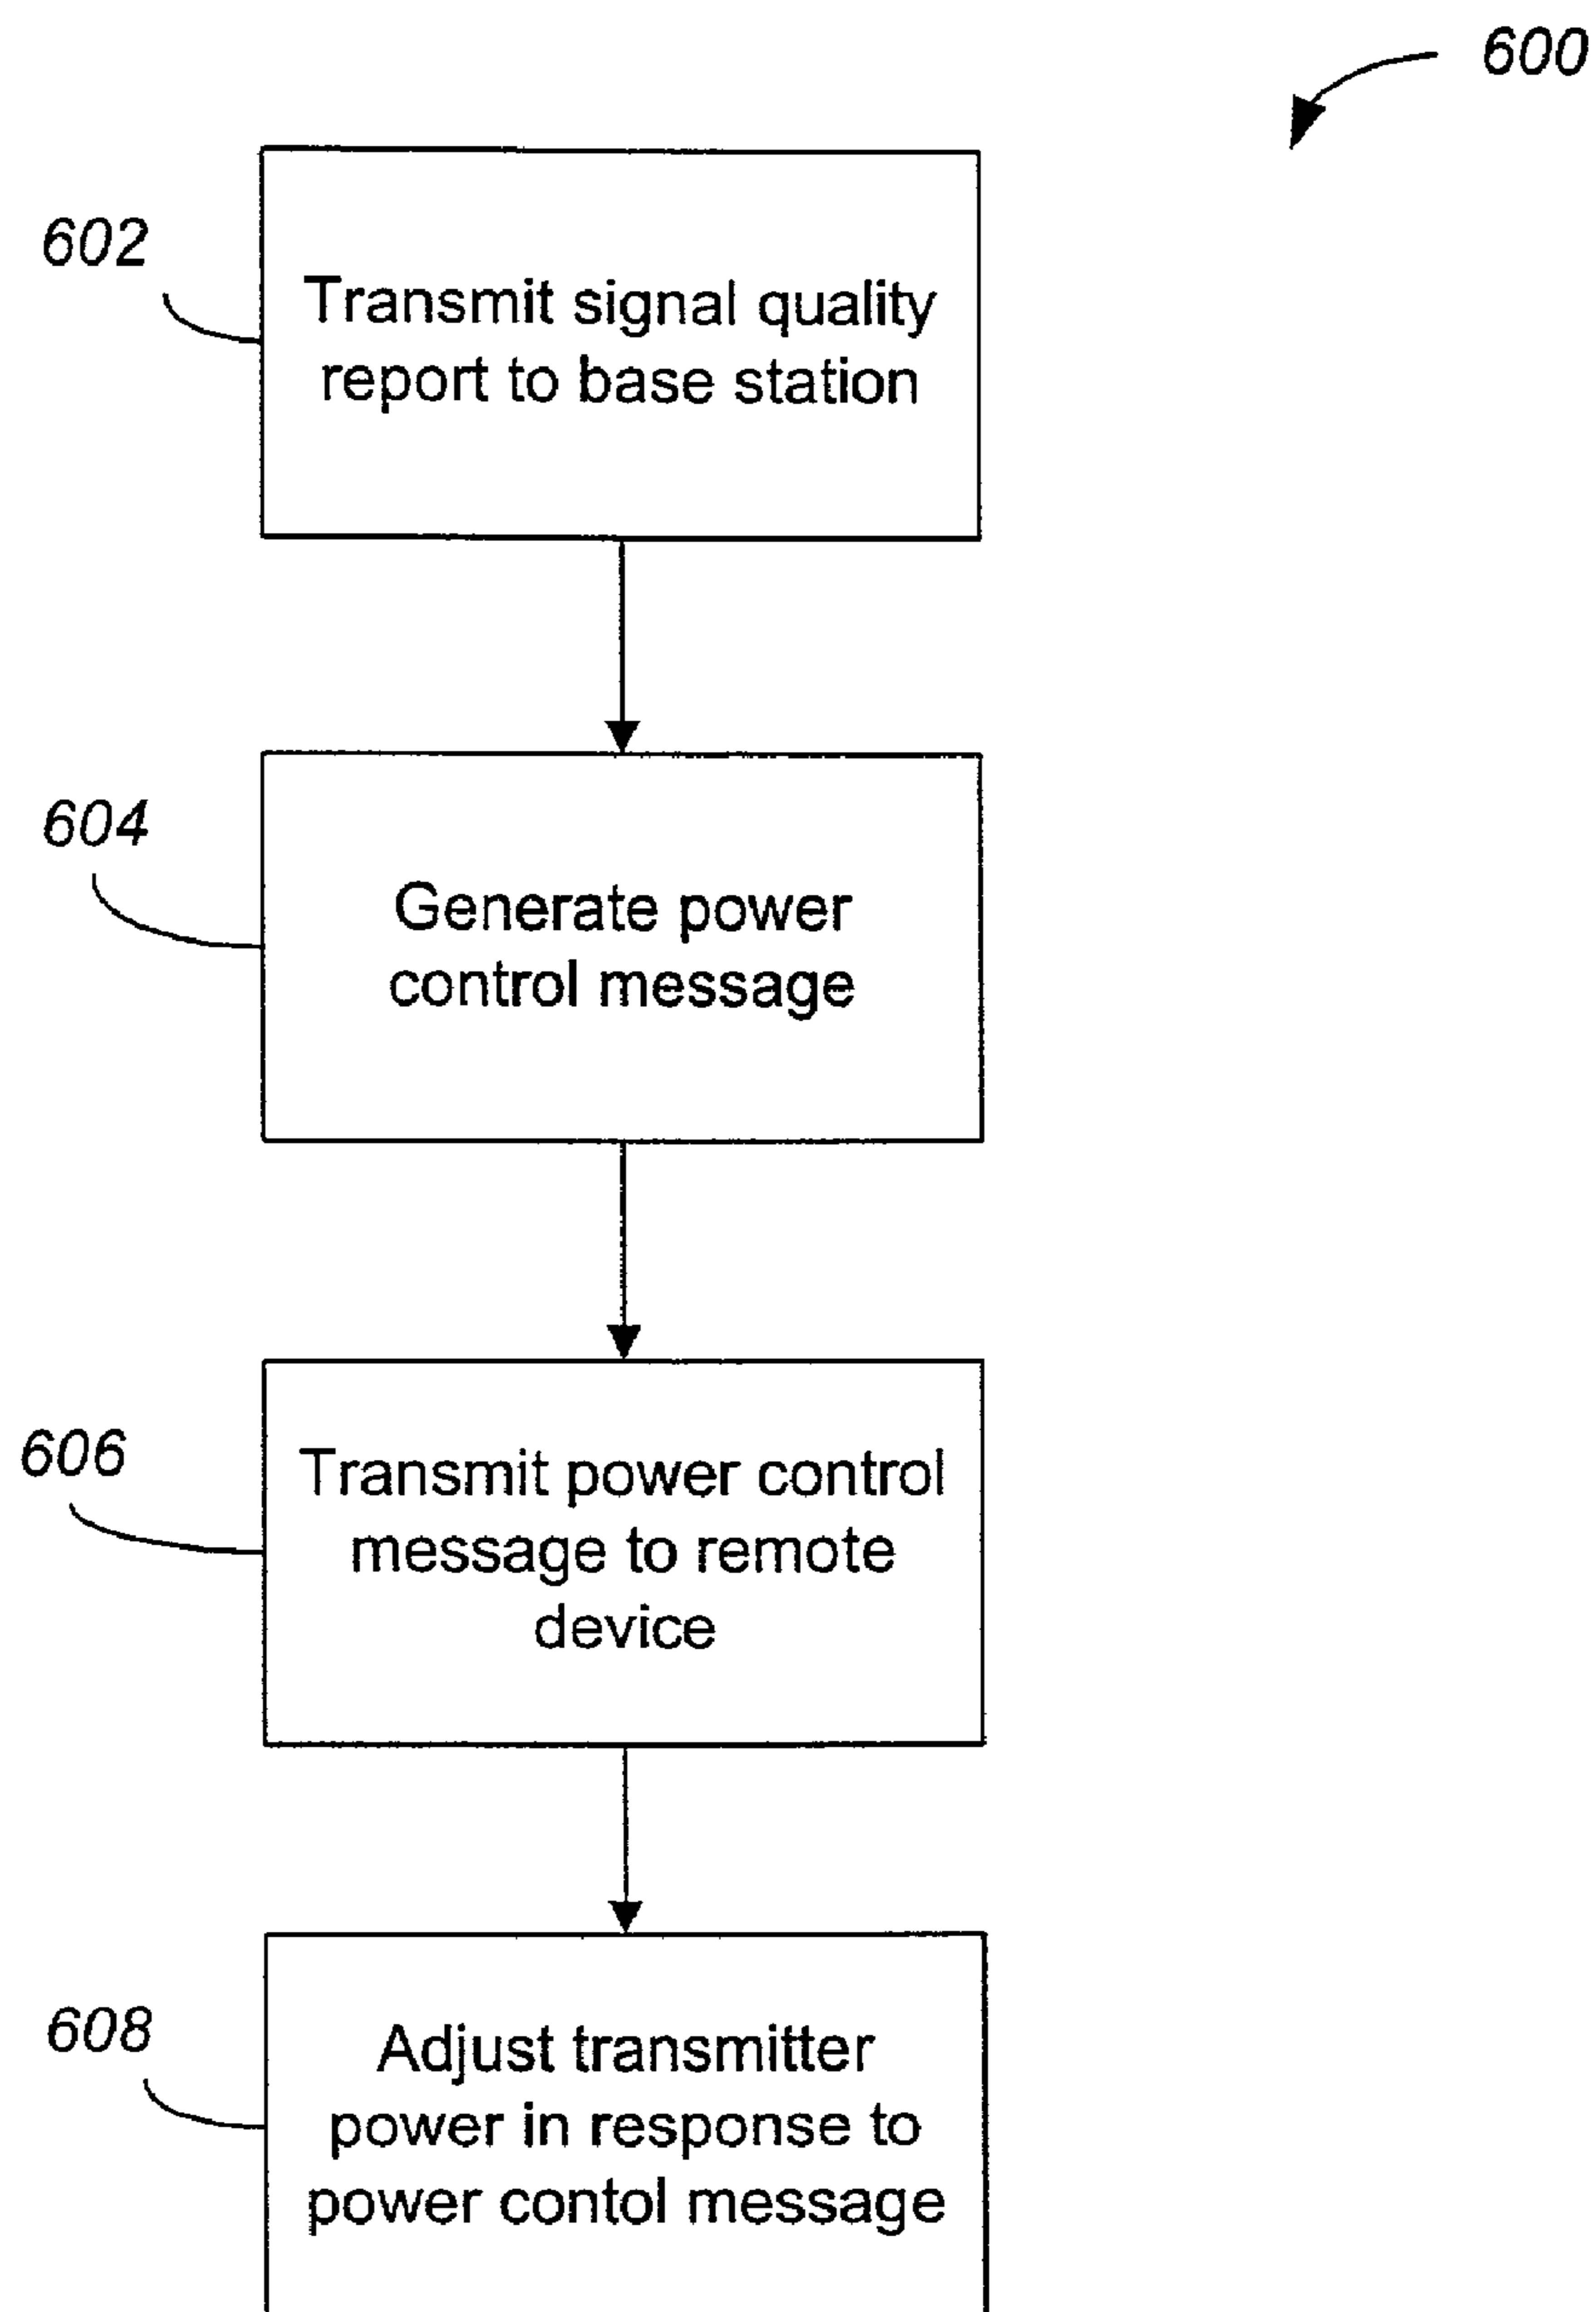 600
602
Transmit signal quality
report to base station
604
Generate power
control message
606
Transmit power control
message to remote
device
608
Adjust transmitter
power in response to
power contol message